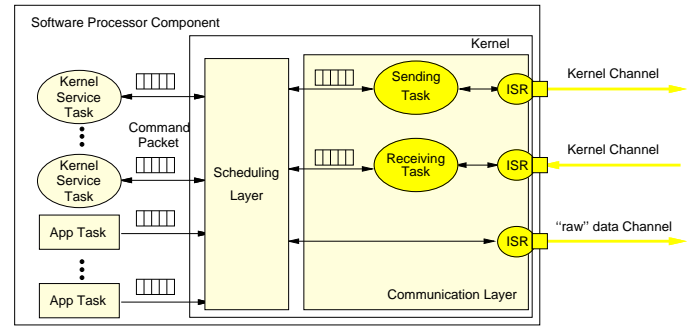 Software Processor Component
Kernel
Kernel
Service
Task
Command
Packet
Kernel
Service
Task
App Task
App Task
Scheduling
Layer
Sending
Task
ISR
Kernel Channel
Receiving
Task
ISR
Kernel Channel
ISR
"raw" data Channel
Communication Layer